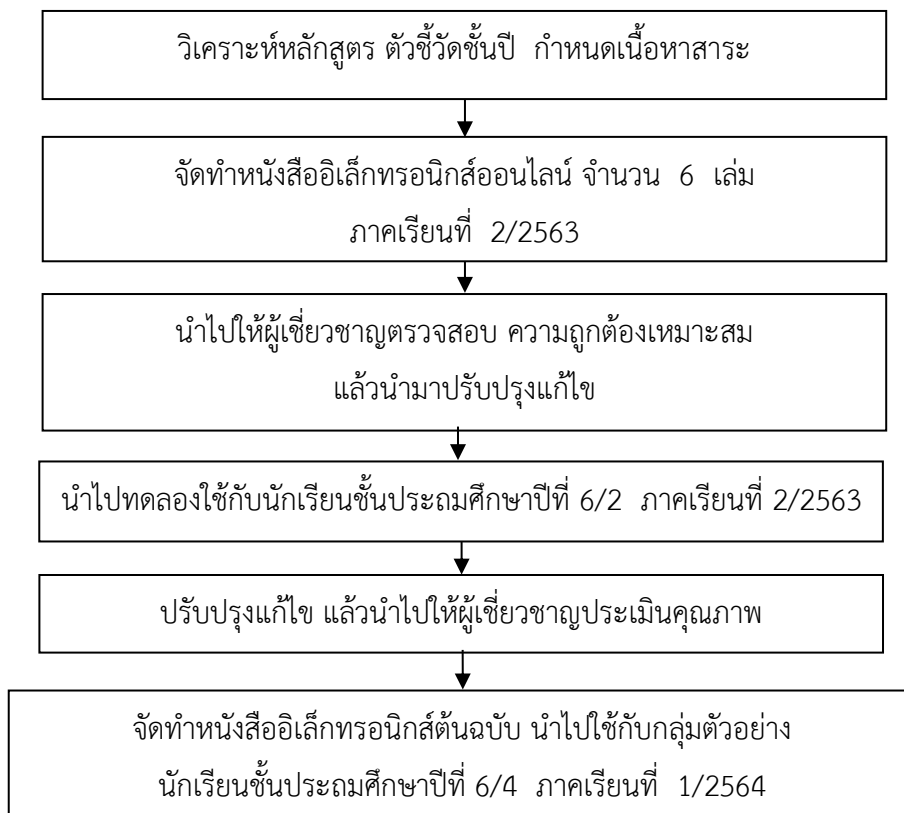 วิเคราะห์หลักสูตร ตัวชี้วัดชั้นปี กำหนดเนื้อหาสาระ
จัดทำหนังสืออิเล็กทรอนิกส์ออนไลน์ จำนวน 6 เล่ม
ภาคเรียนที่ 2/2563
นำไปให้ผู้เชี่ยวชาญตรวจสอบ ความถูกต้องเหมาะสม
แล้วนำมาปรับปรุงแก้ไข
นำไปทดลองใช้กับนักเรียนชั้นประถมศึกษาปีที่ 6/2 ภาคเรียนที่ 2/2563
ปรับปรุงแก้ไข แล้วนำไปให้ผู้เชี่ยวชาญประเมินคุณภาพ
จัดทำหนังสืออิเล็กทรอนิกส์ต้นฉบับ นำไปใช้กับกลุ่มตัวอย่าง
นักเรียนชั้นประถมศึกษาปีที่ 6/4 ภาคเรียนที่ 1/2564